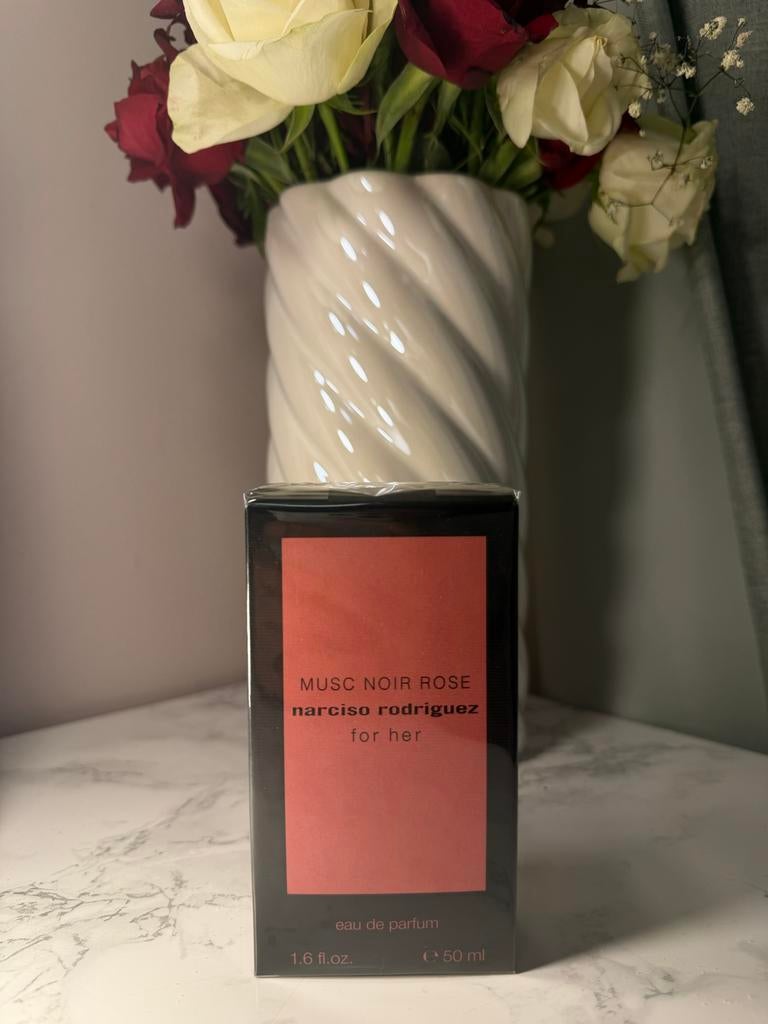 MUSC NOIR ROSE
narciso rodriguez
for her
eau de parfum
1.6 fl.oz. ℮ 50 ml